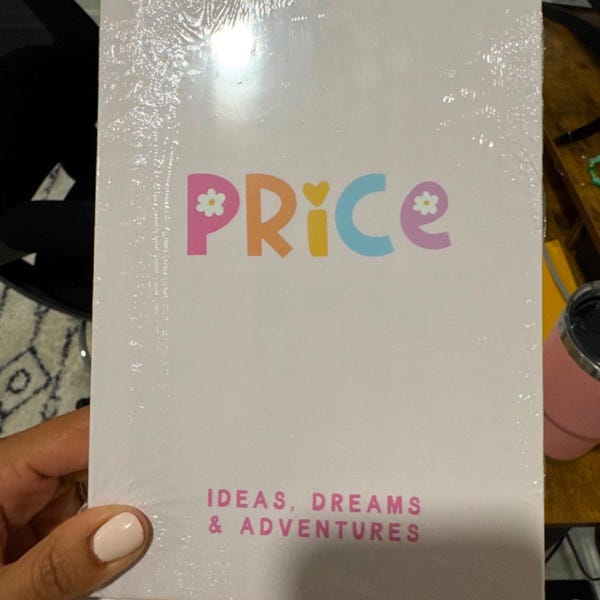 PRiCe
IDEAS, DREAMS
& ADVENTURES